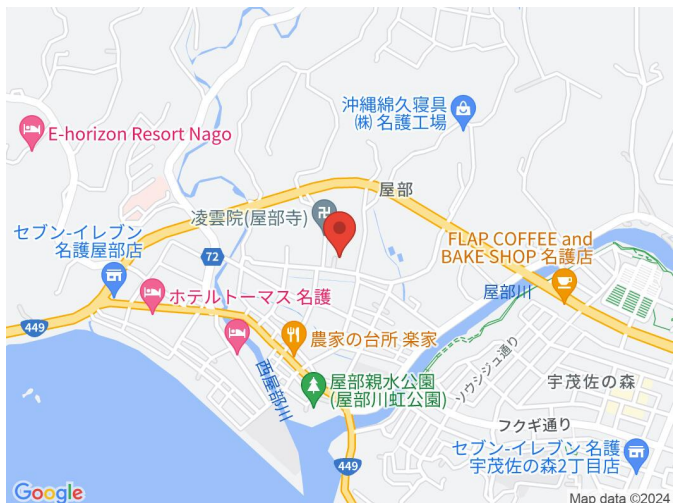 沖縄綿久寝具
(株) 名護工場
E-horizon Resort Nago
屋部
凌雲院(屋部寺)
セブン-イレブン
名護屋部店
72
FLAP COFFEE and
BAKE SHOP 名護店
屋部川
ホテルトーマス 名護
449
農家の台所 楽家
西屋部川
ソウシジュ通り
宇茂佐の森
屋部親水公園
(屋部川虹公園)
フクギ通り
449
セブン-イレブン 名護
宇茂佐の森2丁目店
Google
Map data ©2024